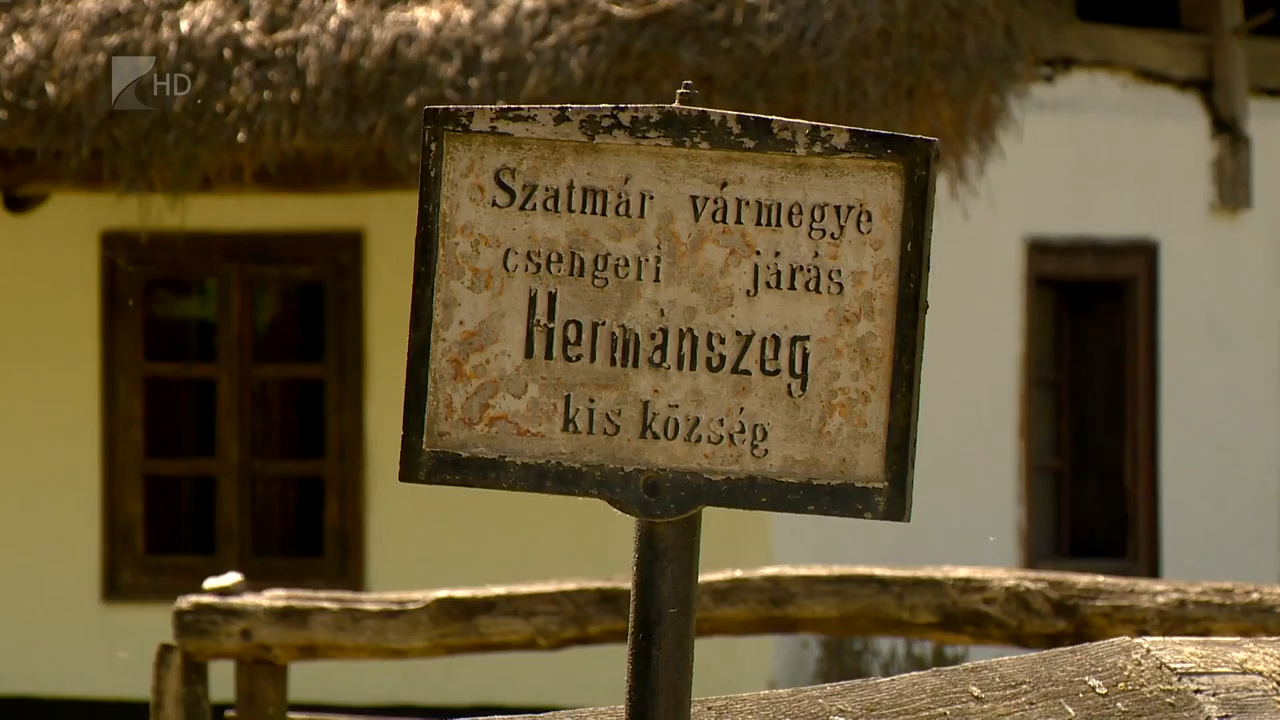 HD
Szatmár vármegye
csengeri járás
Hermánszeg
kis község